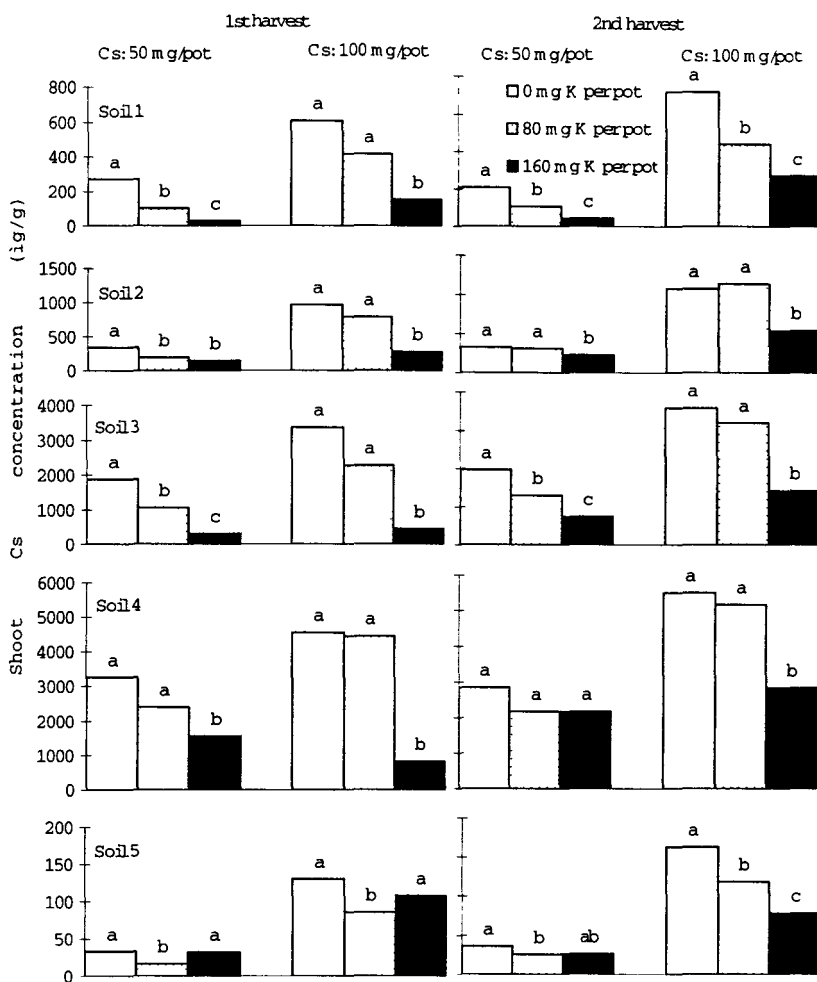 1st harvest 2nd harvest
Cs:50 mg/pot Cs:100 mg/pot Cs:50 mg/pot Cs:100 mg/pot
Shoot Cs concentration (ìg/g)
Soil1
800
600
400
200
0
a b c a a b
a b c a b c
0 mg K per pot
80 mg K per pot
160 mg K per pot
Soil2
1500
1000
500
0
a b b a a b
a a b a a b
Soil3
4000
3000
2000
1000
0
a b c a a b
a b c a a b
Soil4
6000
5000
4000
3000
2000
1000
0
a a b a a b
a a a a a b
Soil5
200
150
100
50
0
a b a a b a
a b ab a b c